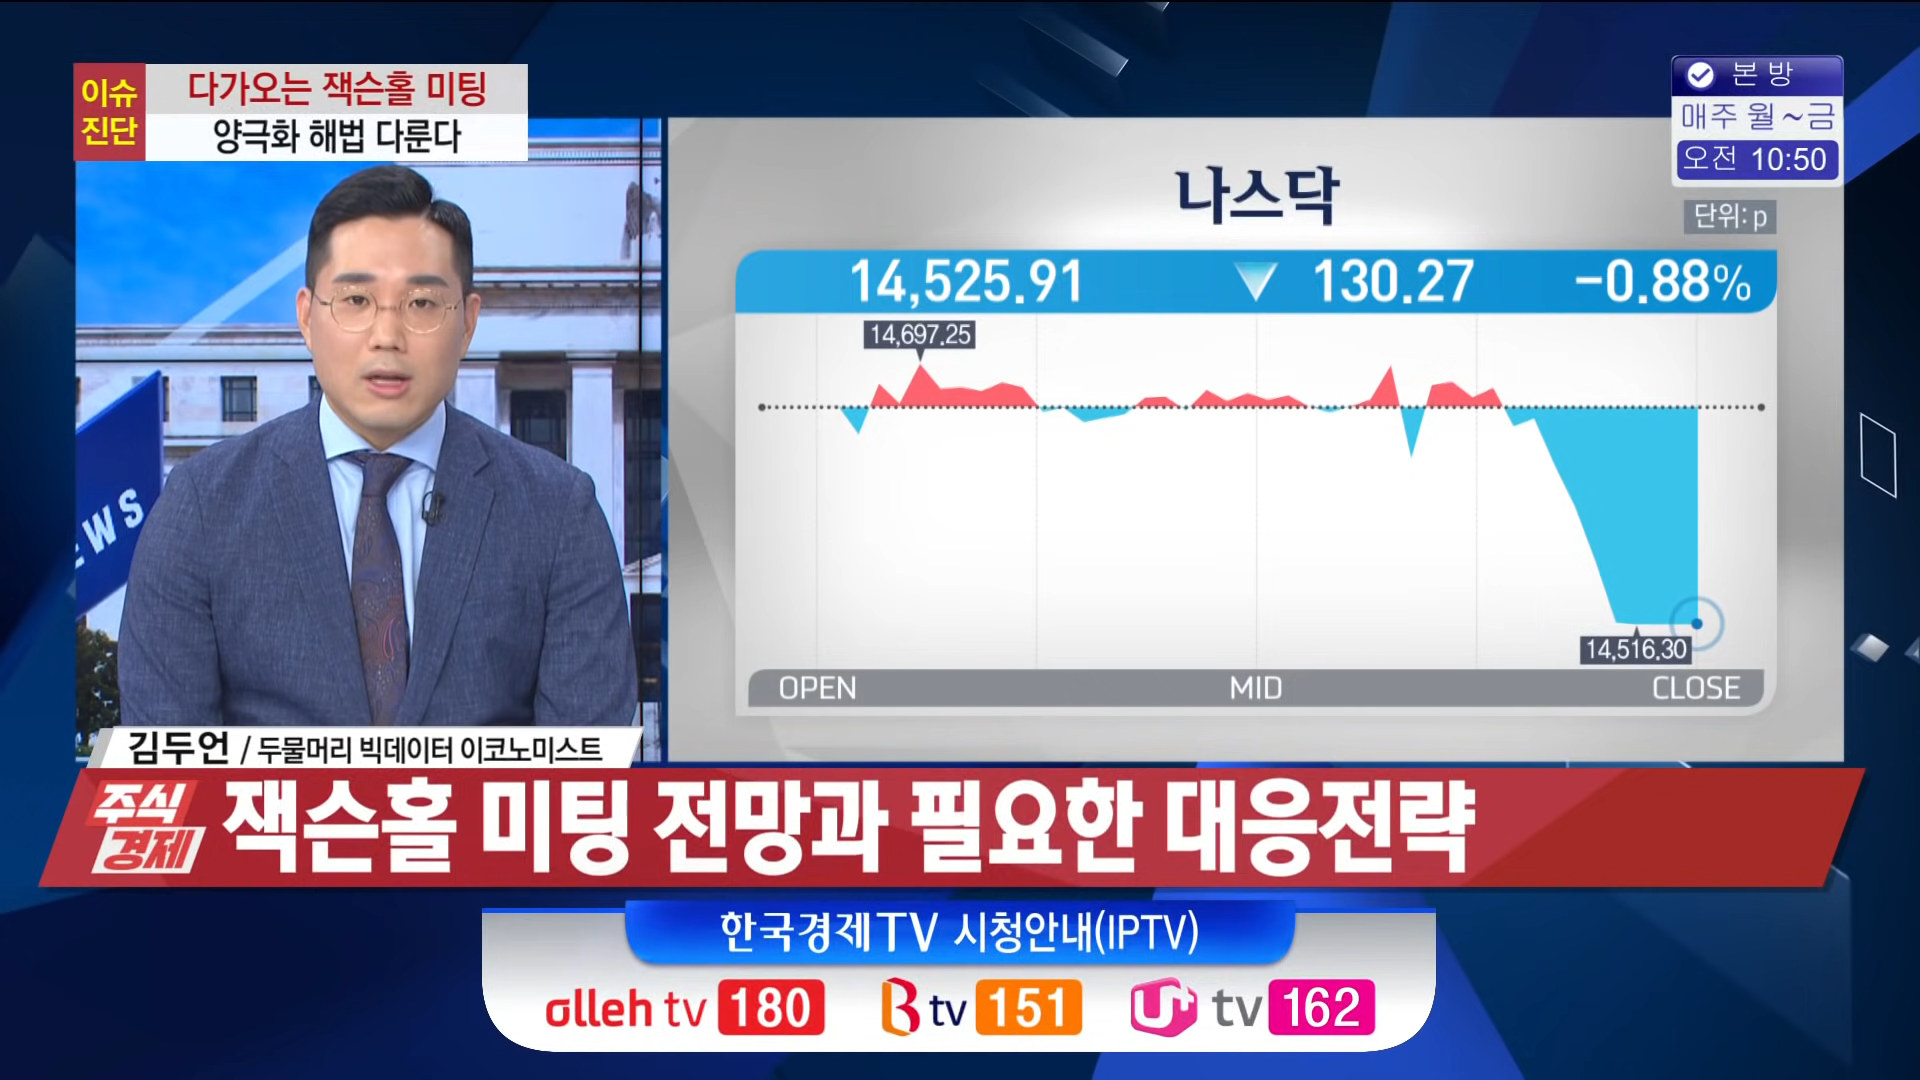 이슈
진단
다가오는 잭슨홀 미팅
양극화 해법 다룬다
본 방
매주 월~금
오전 10:50
나스닥
단위: p
14,525.91 ▼ 130.27 -0.88%
14,697.25
14,516.30
OPEN MID CLOSE
EWS
김두언 / 두물머리 빅데이터 이코노미스트
주식
경제
잭슨홀 미팅 전망과 필요한 대응전략
한국경제TV 시청안내(IPTV)
olleh tv 180 B tv 151 U+ tv 162